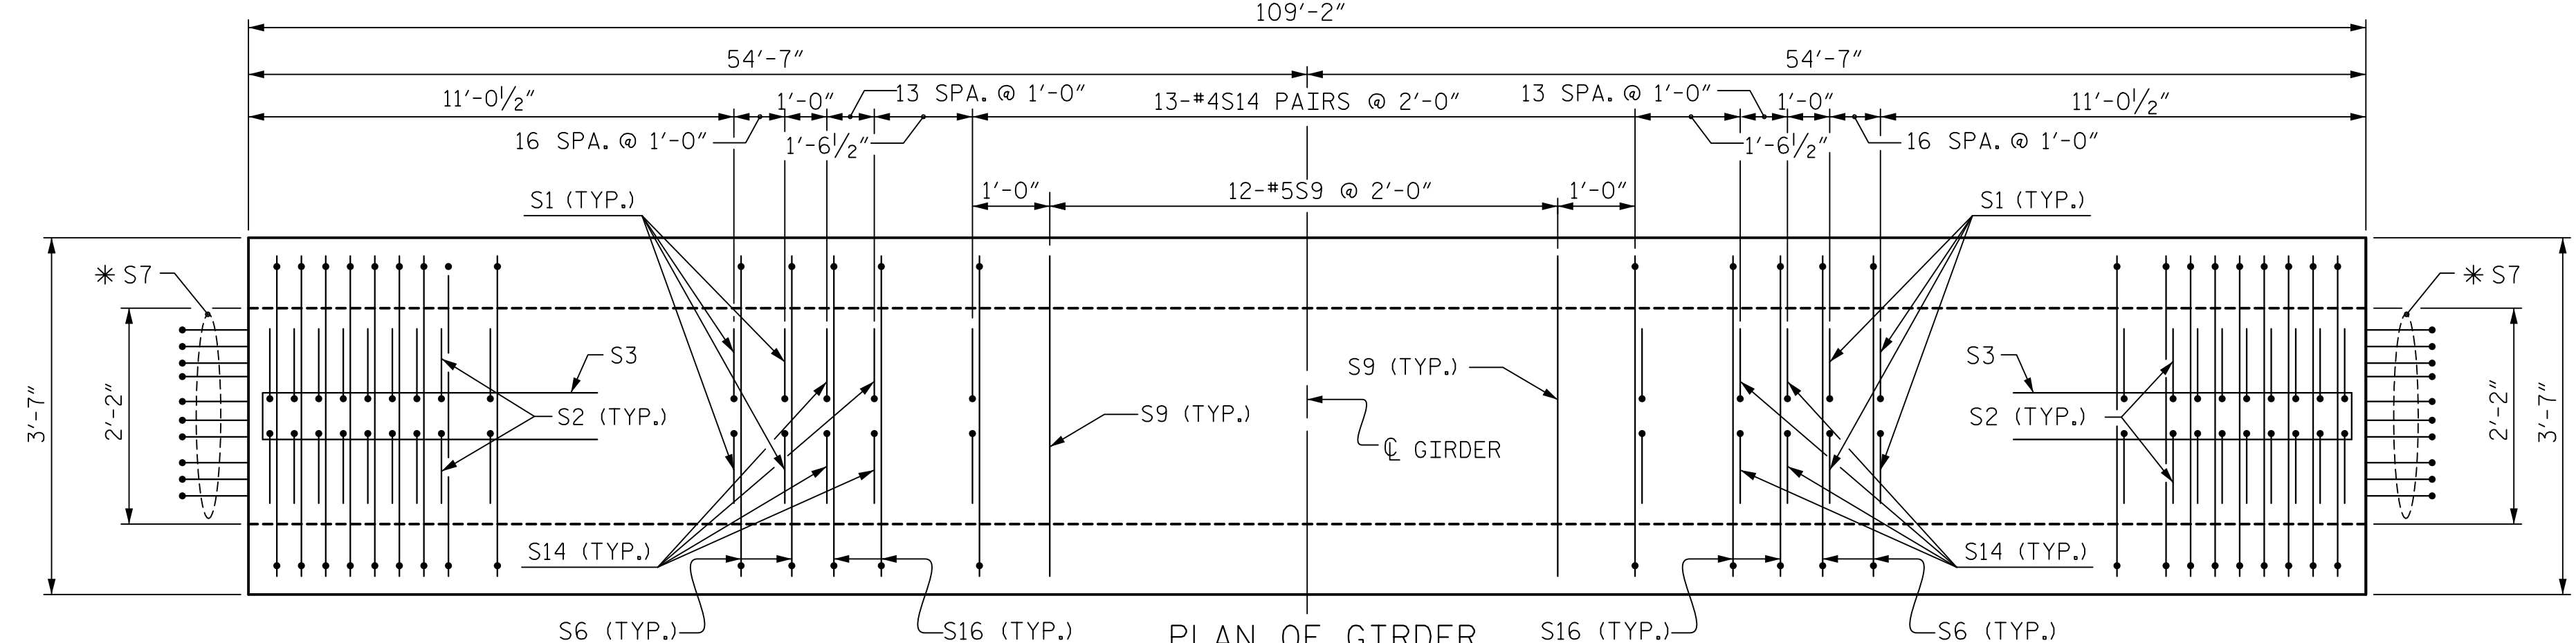 109'-2"
54'-7" 54'-7"
11'-0½" 1'-0" 13 SPA. @ 1'-0" 13-#4S14 PAIRS @ 2'-0" 13 SPA. @ 1'-0" 1'-0" 11'-0½"
16 SPA. @ 1'-0" 1'-6½" 1'-6½" 16 SPA. @ 1'-0"
S1 (TYP.) 1'-0" 12-#5S9 @ 2'-0" 1'-0" S1 (TYP.)
✳ S7 ✳ S7
S3 S9 (TYP.) S3
3'-7" 2'-2" S2 (TYP.) S9 (TYP.) S2 (TYP.) 2'-2" 3'-7"
℄ GIRDER
S14 (TYP.) S14 (TYP.)
S6 (TYP.) S16 (TYP.) PLAN OF GIRDER S16 (TYP.) S6 (TYP.)